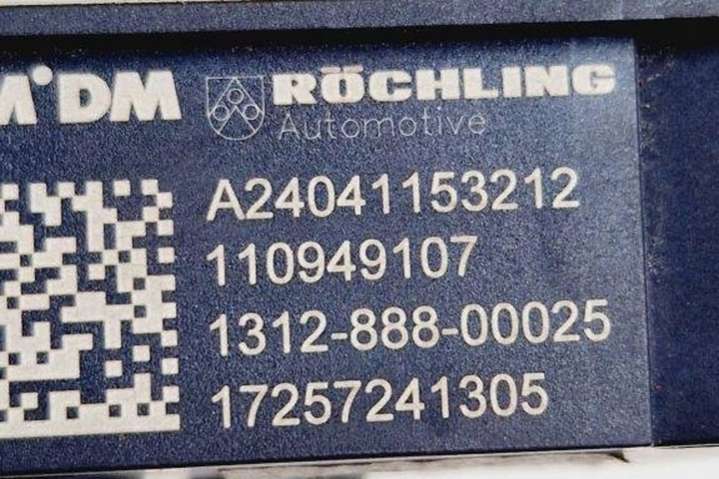 M°DM
RÖCHLING
Automotive
A24041153212
110949107
1312-888-00025
17257241305